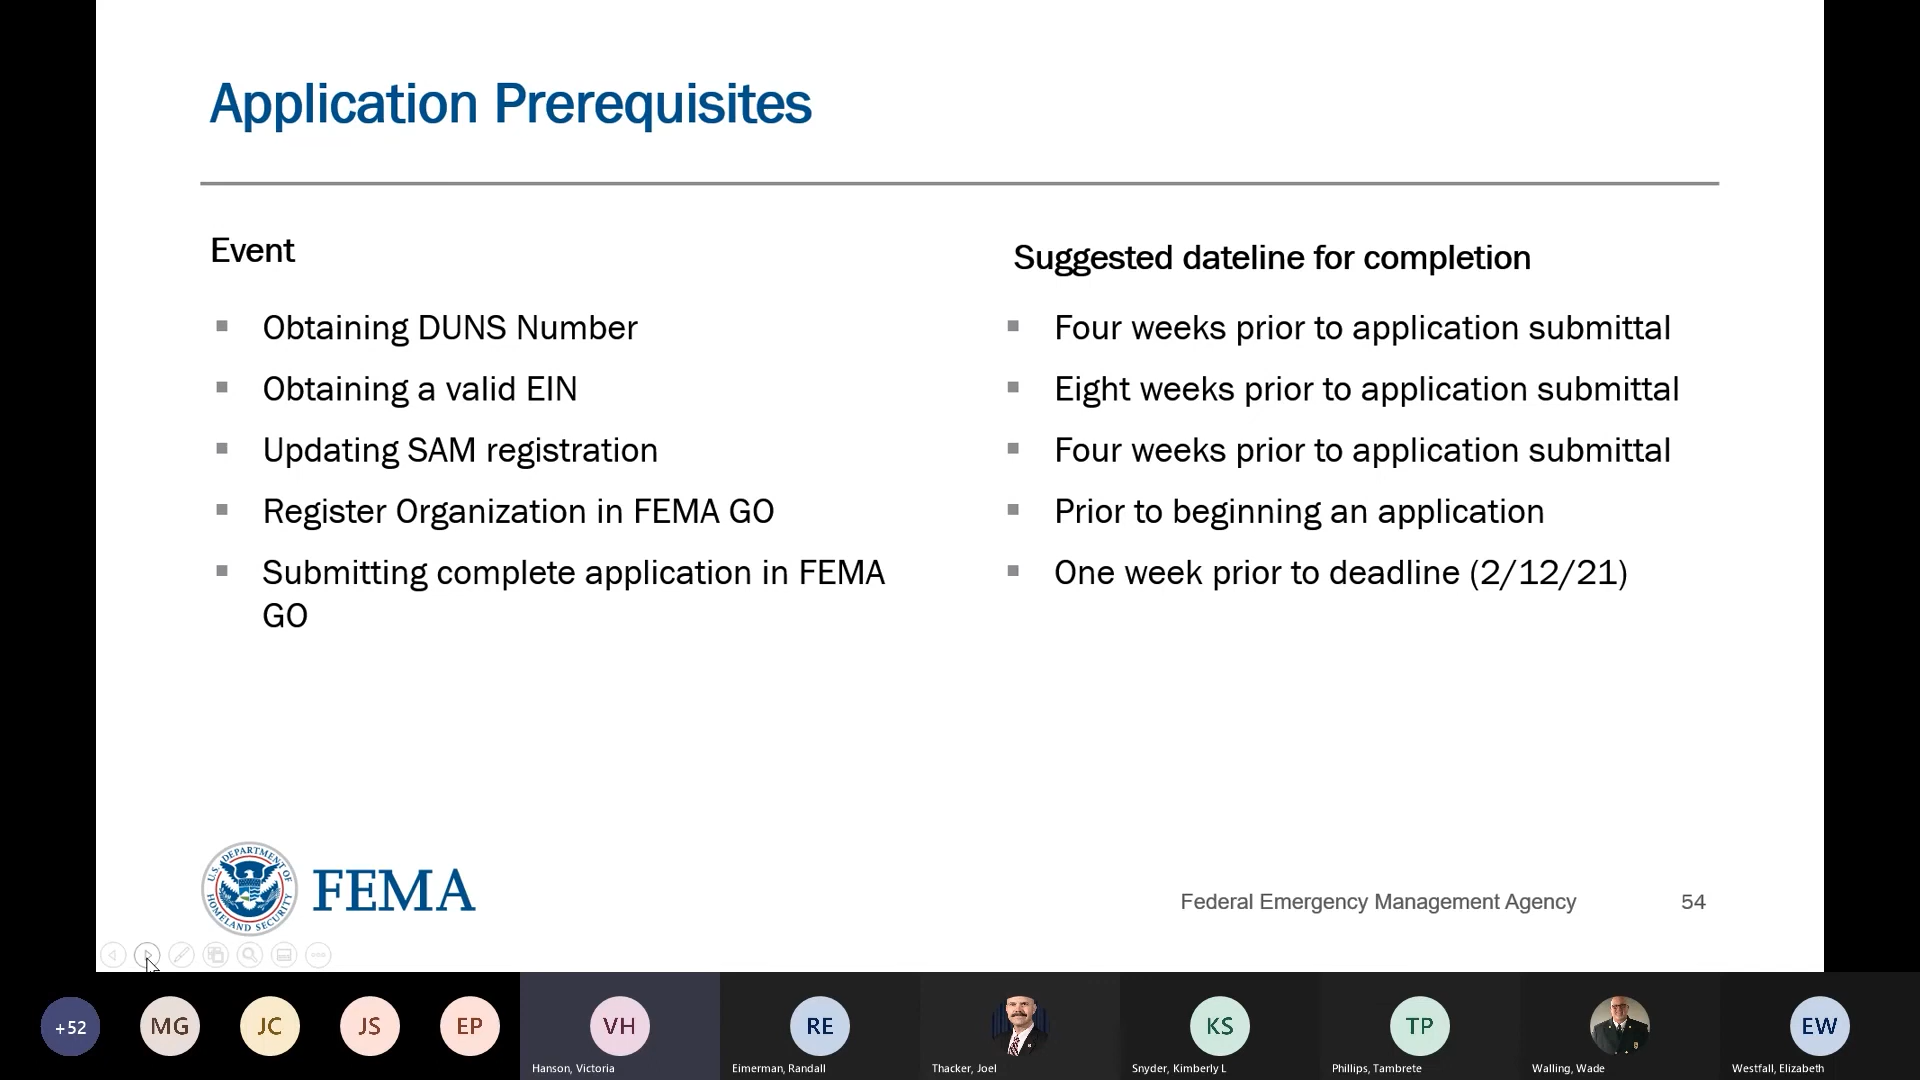 Application Prerequisites
Event
Suggested dateline for completion
Obtaining DUNS Number
Four weeks prior to application submittal
Obtaining a valid EIN
Eight weeks prior to application submittal
Updating SAM registration
Four weeks prior to application submittal
Register Organization in FEMA GO
Prior to beginning an application
Submitting complete application in FEMA
GO
One week prior to deadline (2/12/21)
U.S. DEPARTMENT OF
HOMELAND SECURITY
FEMA
Federal Emergency Management Agency
54
+52
MG
JC
JS
EP
VH
RE
KS
TP
EW
Hanson, Victoria
Eimerman, Randall
Thacker, Joel
Snyder, Kimberly L
Phillips, Tambrete
Walling, Wade
Westfall, Elizabeth